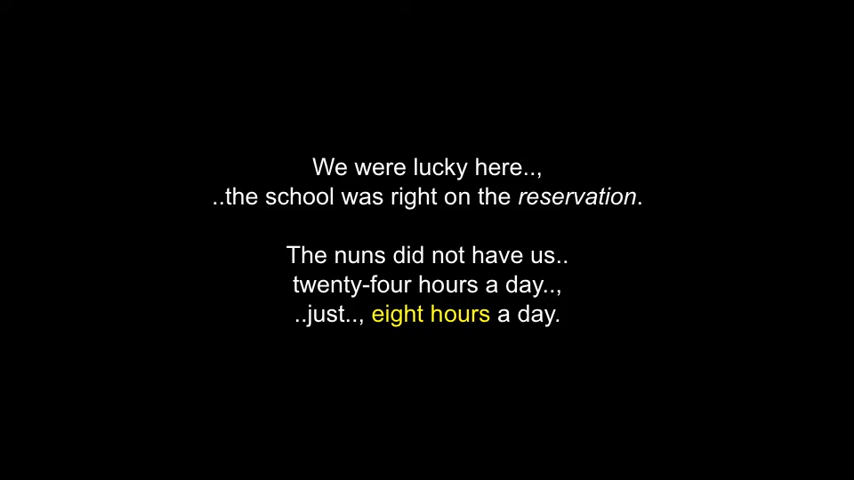 We were lucky here..,
..the school was right on the reservation.
The nuns did not have us..
twenty-four hours a day..,
..just.., eight hours a day.